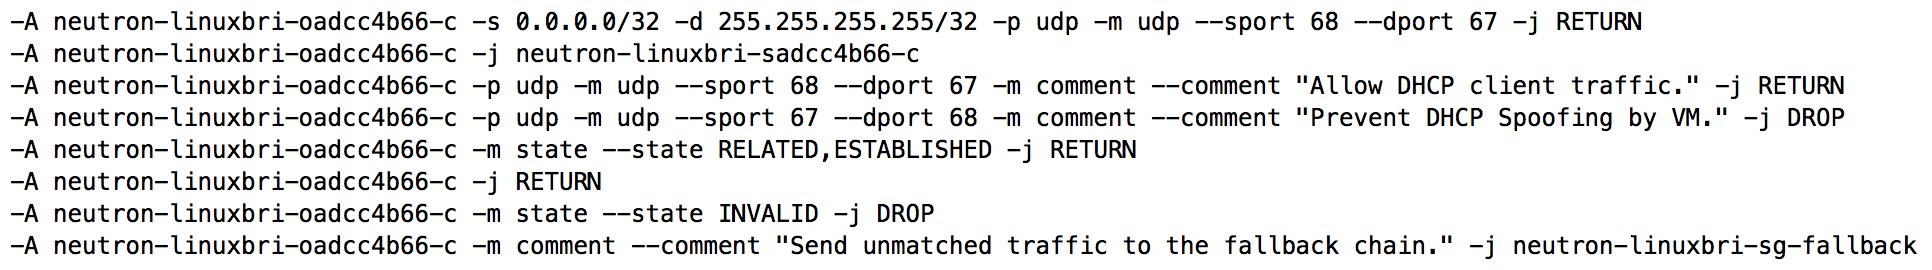 -A neutron-linuxbri-oadcc4b66-c -s 0.0.0.0/32 -d 255.255.255.255/32 -p udp -m udp --sport 68 --dport 67 -j RETURN
-A neutron-linuxbri-oadcc4b66-c -j neutron-linuxbri-sadcc4b66-c
-A neutron-linuxbri-oadcc4b66-c -p udp -m udp --sport 68 --dport 67 -m comment --comment "Allow DHCP client traffic." -j RETURN
-A neutron-linuxbri-oadcc4b66-c -p udp -m udp --sport 67 --dport 68 -m comment --comment "Prevent DHCP Spoofing by VM." -j DROP
-A neutron-linuxbri-oadcc4b66-c -m state --state RELATED,ESTABLISHED -j RETURN
-A neutron-linuxbri-oadcc4b66-c -j RETURN
-A neutron-linuxbri-oadcc4b66-c -m state --state INVALID -j DROP
-A neutron-linuxbri-oadcc4b66-c -m comment --comment "Send unmatched traffic to the fallback chain." -j neutron-linuxbri-sg-fallback